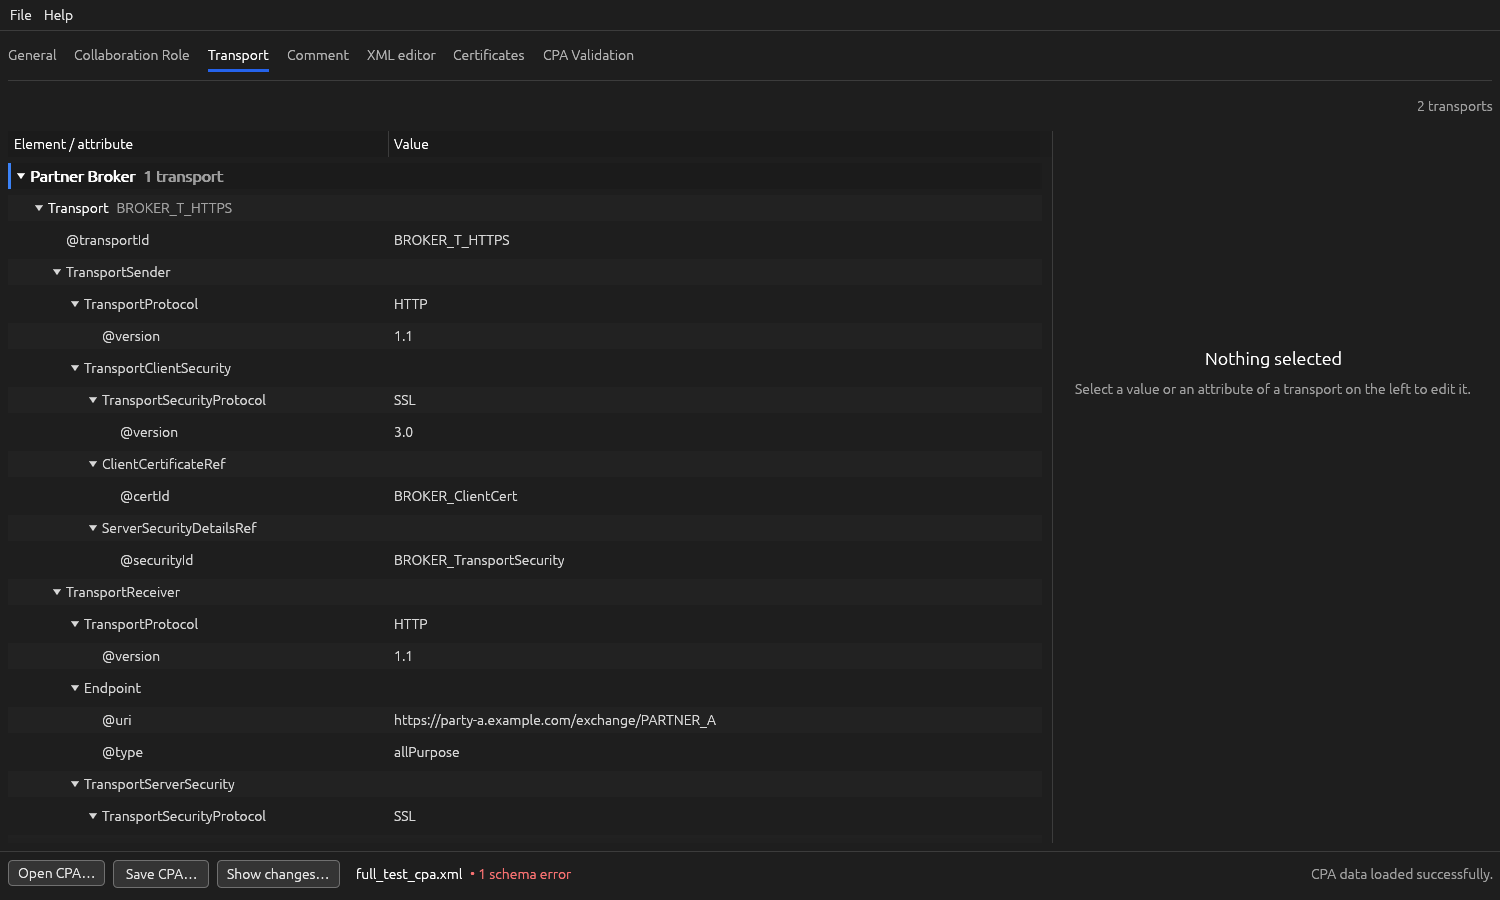 File Help
General Collaboration Role Transport Comment XML editor Certificates CPA Validation
2 transports
Element / attribute Value
Partner Broker 1 transport
Transport BROKER_T_HTTPS
@transportId BROKER_T_HTTPS
TransportSender
TransportProtocol HTTP
@version 1.1
TransportClientSecurity
TransportSecurityProtocol SSL
@version 3.0
ClientCertificateRef
@certId BROKER_ClientCert
ServerSecurityDetailsRef
@securityId BROKER_TransportSecurity
TransportReceiver
TransportProtocol HTTP
@version 1.1
Endpoint
@uri https://party-a.example.com/exchange/PARTNER_A
@type allPurpose
TransportServerSecurity
TransportSecurityProtocol SSL
Nothing selected
Select a value or an attribute of a transport on the left to edit it.
Open CPA... Save CPA... Show changes... full_test_cpa.xml • 1 schema error CPA data loaded successfully.